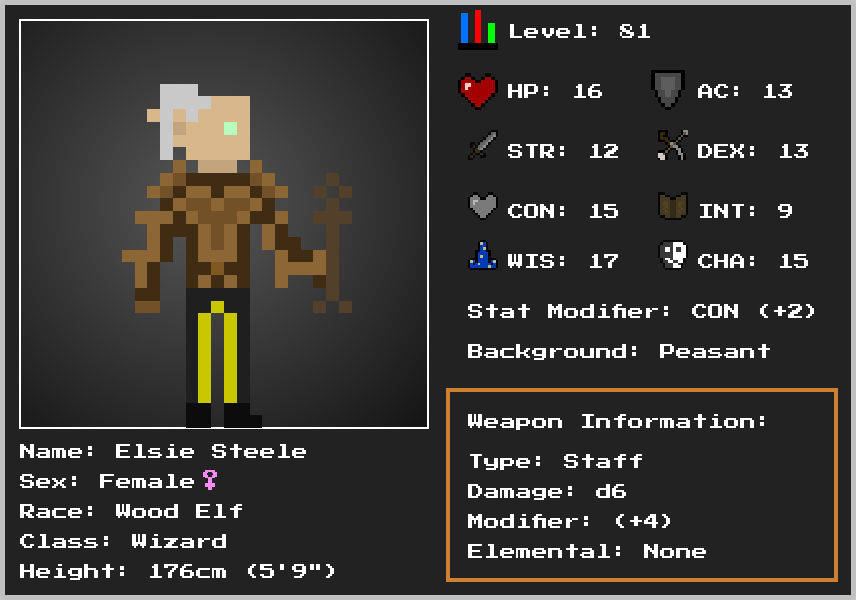 Level: 81
HP: 16 AC: 13
STR: 12 DEX: 13
CON: 15 INT: 9
WIS: 17 CHA: 15
Stat Modifier: CON (+2)
Background: Peasant
Weapon Information:
Type: Staff
Damage: d6
Modifier: (+4)
Elemental: None
Name: Elsie Steele
Sex: Female♀
Race: Wood Elf
Class: Wizard
Height: 176cm (5'9")